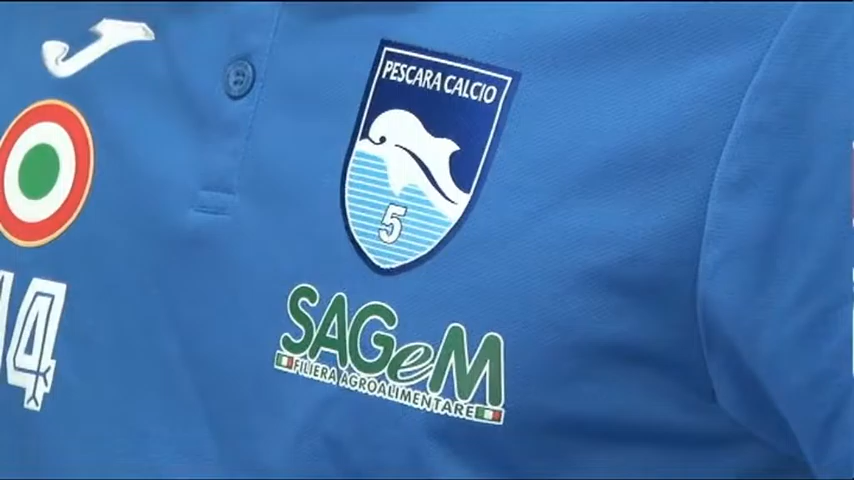 PESCARA CALCIO
5
14
SAGeM
FILIERA AGROALIMENTARE